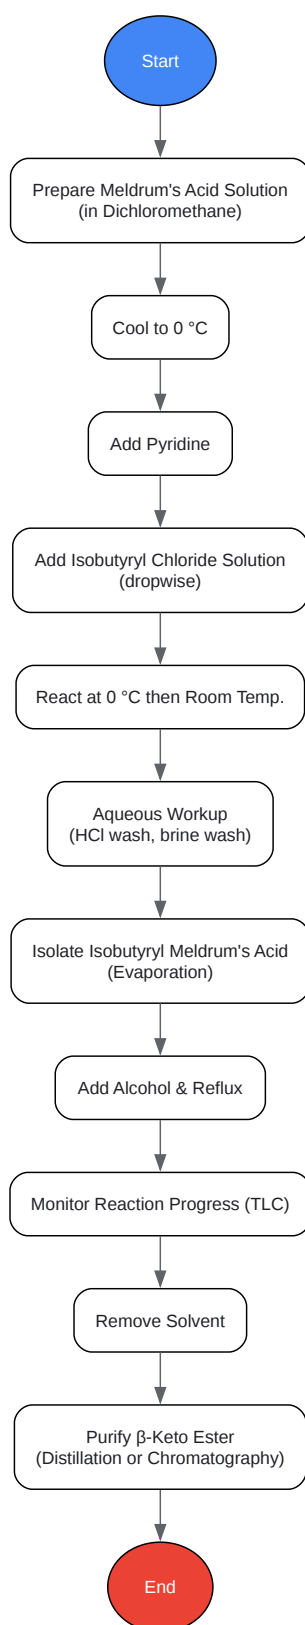 Start
Prepare Meldrum's Acid Solution
(in Dichloromethane)
Cool to 0 °C
Add Pyridine
Add Isobutyryl Chloride Solution
(dropwise)
React at 0 °C then Room Temp.
Aqueous Workup
(HCl wash, brine wash)
Isolate Isobutyryl Meldrum's Acid
(Evaporation)
Add Alcohol & Reflux
Monitor Reaction Progress (TLC)
Remove Solvent
Purify β-Keto Ester
(Distillation or Chromatography)
End